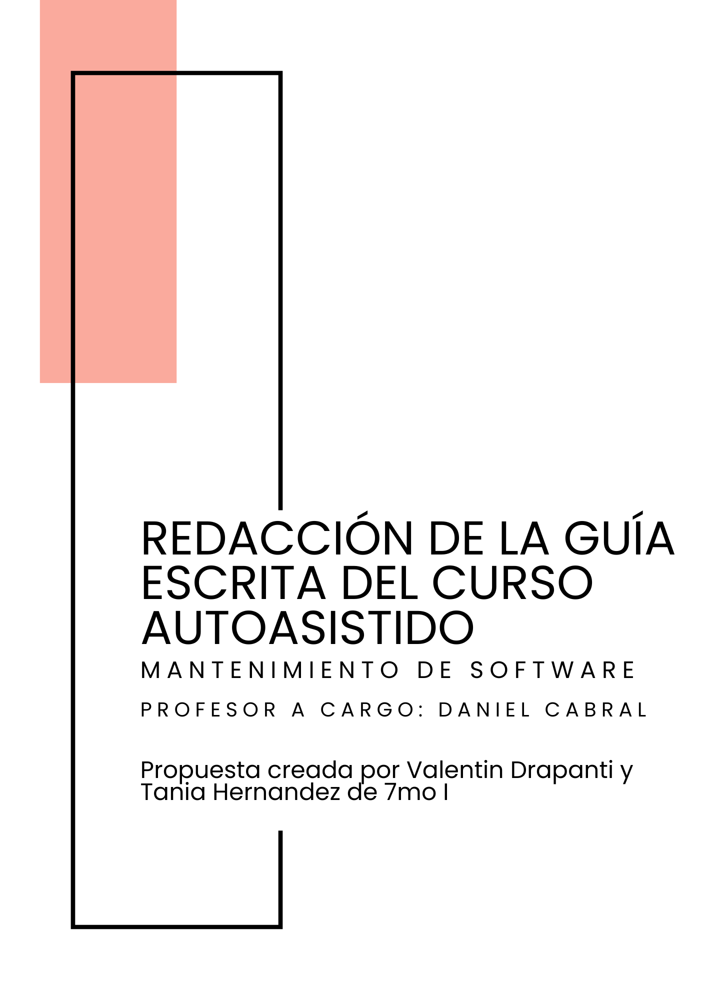 REDACCIÓN DE LA GUÍA
ESCRITA DEL CURSO
AUTOASISTIDO
MANTENIMIENTO DE SOFTWARE
PROFESOR A CARGO: DANIEL CABRAL
Propuesta creada por Valentin Drapanti y
Tania Hernandez de 7mo I